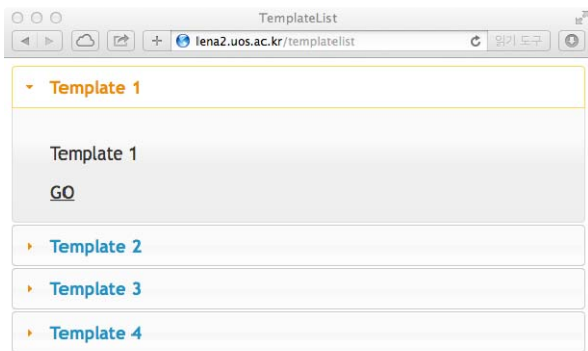 TemplateList
lena2.uos.ac.kr/templatelist 읽기 도구
Template 1
Template 1
GO
Template 2
Template 3
Template 4